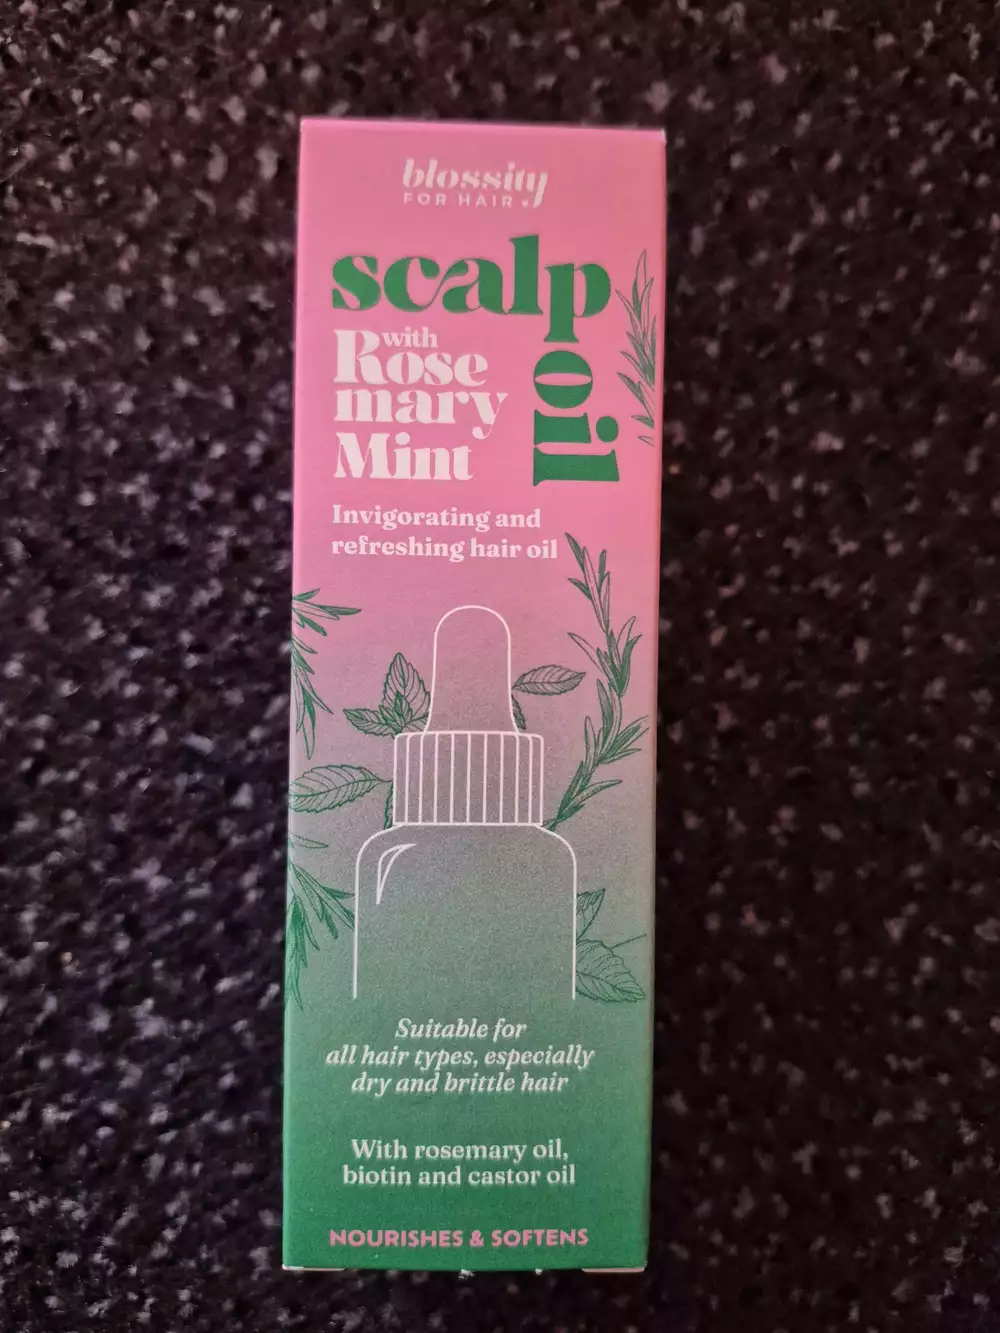 blossity
FOR HAIR
scalp
oil
with
Rose
mary
Mint
Invigorating and
refreshing hair oil
Suitable for
all hair types, especially
dry and brittle hair
With rosemary oil,
biotin and castor oil
NOURISHES & SOFTENS